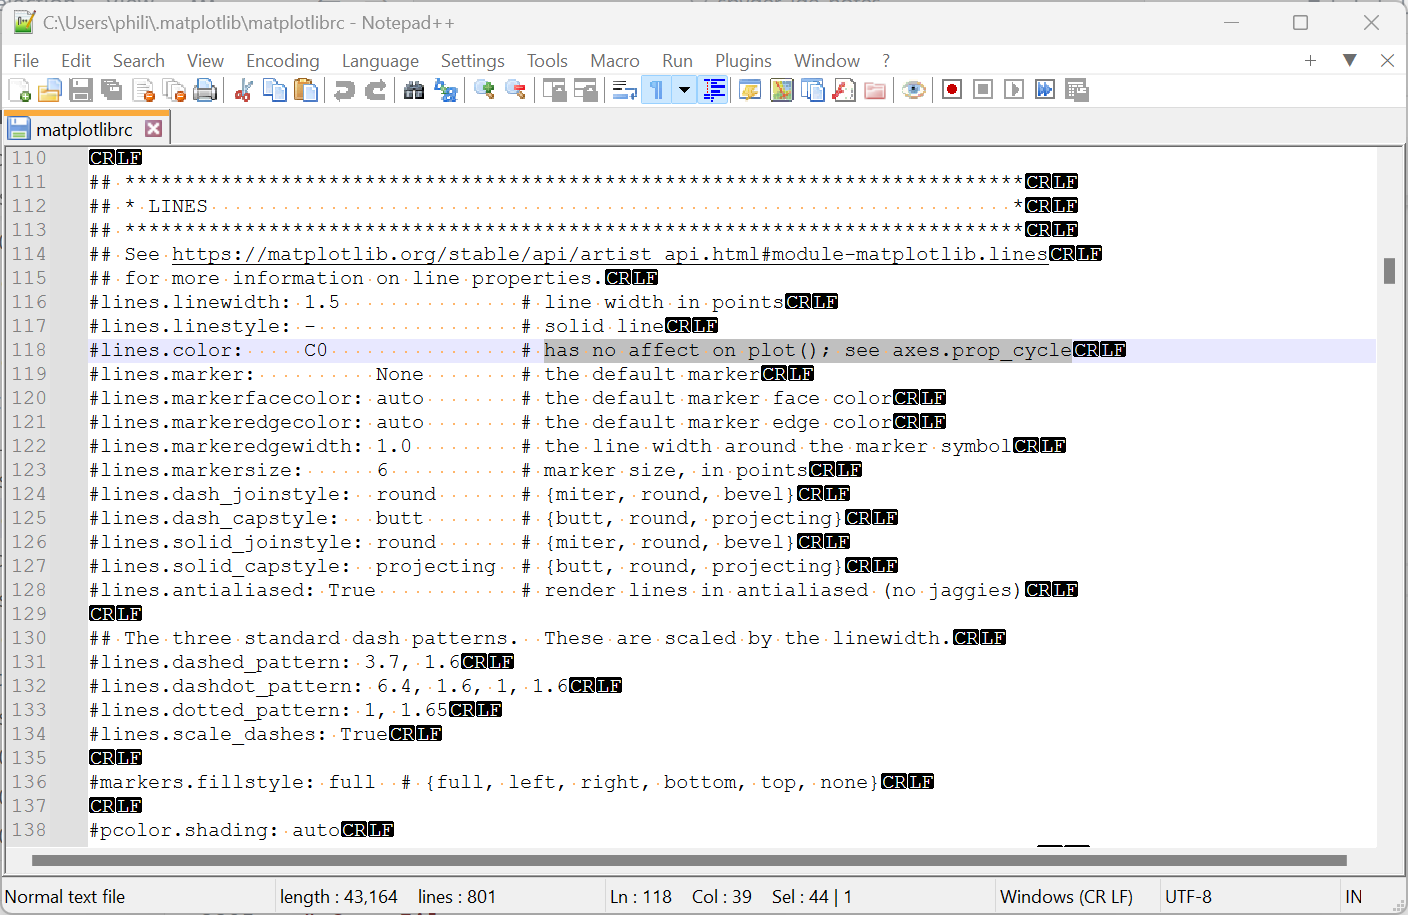 C:\Users\phili\.matplotlib\matplotlibrc - Notepad++
File Edit Search View Encoding Language Settings Tools Macro Run Plugins Window ?
matplotlibrc
110 CRLF
111 ## ***************************************************************************CRLF
112 ## * LINES *CRLF
113 ## ***************************************************************************CRLF
114 ## See https://matplotlib.org/stable/api/artist_api.html#module-matplotlib.linesCRLF
115 ## for more information on line properties.CRLF
116 #lines.linewidth: 1.5 # line width in pointsCRLF
117 #lines.linestyle: - # solid lineCRLF
118 #lines.color: C0 # has no affect on plot(); see axes.prop_cycleCRLF
119 #lines.marker: None # the default markerCRLF
120 #lines.markerfacecolor: auto # the default marker face colorCRLF
121 #lines.markeredgecolor: auto # the default marker edge colorCRLF
122 #lines.markeredgewidth: 1.0 # the line width around the marker symbolCRLF
123 #lines.markersize: 6 # marker size, in pointsCRLF
124 #lines.dash_joinstyle: round # {miter, round, bevel}CRLF
125 #lines.dash_capstyle: butt # {butt, round, projecting}CRLF
126 #lines.solid_joinstyle: round # {miter, round, bevel}CRLF
127 #lines.solid_capstyle: projecting # {butt, round, projecting}CRLF
128 #lines.antialiased: True # render lines in antialiased (no jaggies)CRLF
129 CRLF
130 ## The three standard dash patterns.  These are scaled by the linewidth.CRLF
131 #lines.dashed_pattern: 3.7, 1.6CRLF
132 #lines.dashdot_pattern: 6.4, 1.6, 1, 1.6CRLF
133 #lines.dotted_pattern: 1, 1.65CRLF
134 #lines.scale_dashes: TrueCRLF
135 CRLF
136 #markers.fillstyle: full # {full, left, right, bottom, top, none}CRLF
137 CRLF
138 #pcolor.shading: autoCRLF
Normal text file length : 43,164 lines : 801 Ln : 118 Col : 39 Sel : 44 | 1 Windows (CR LF) UTF-8 IN